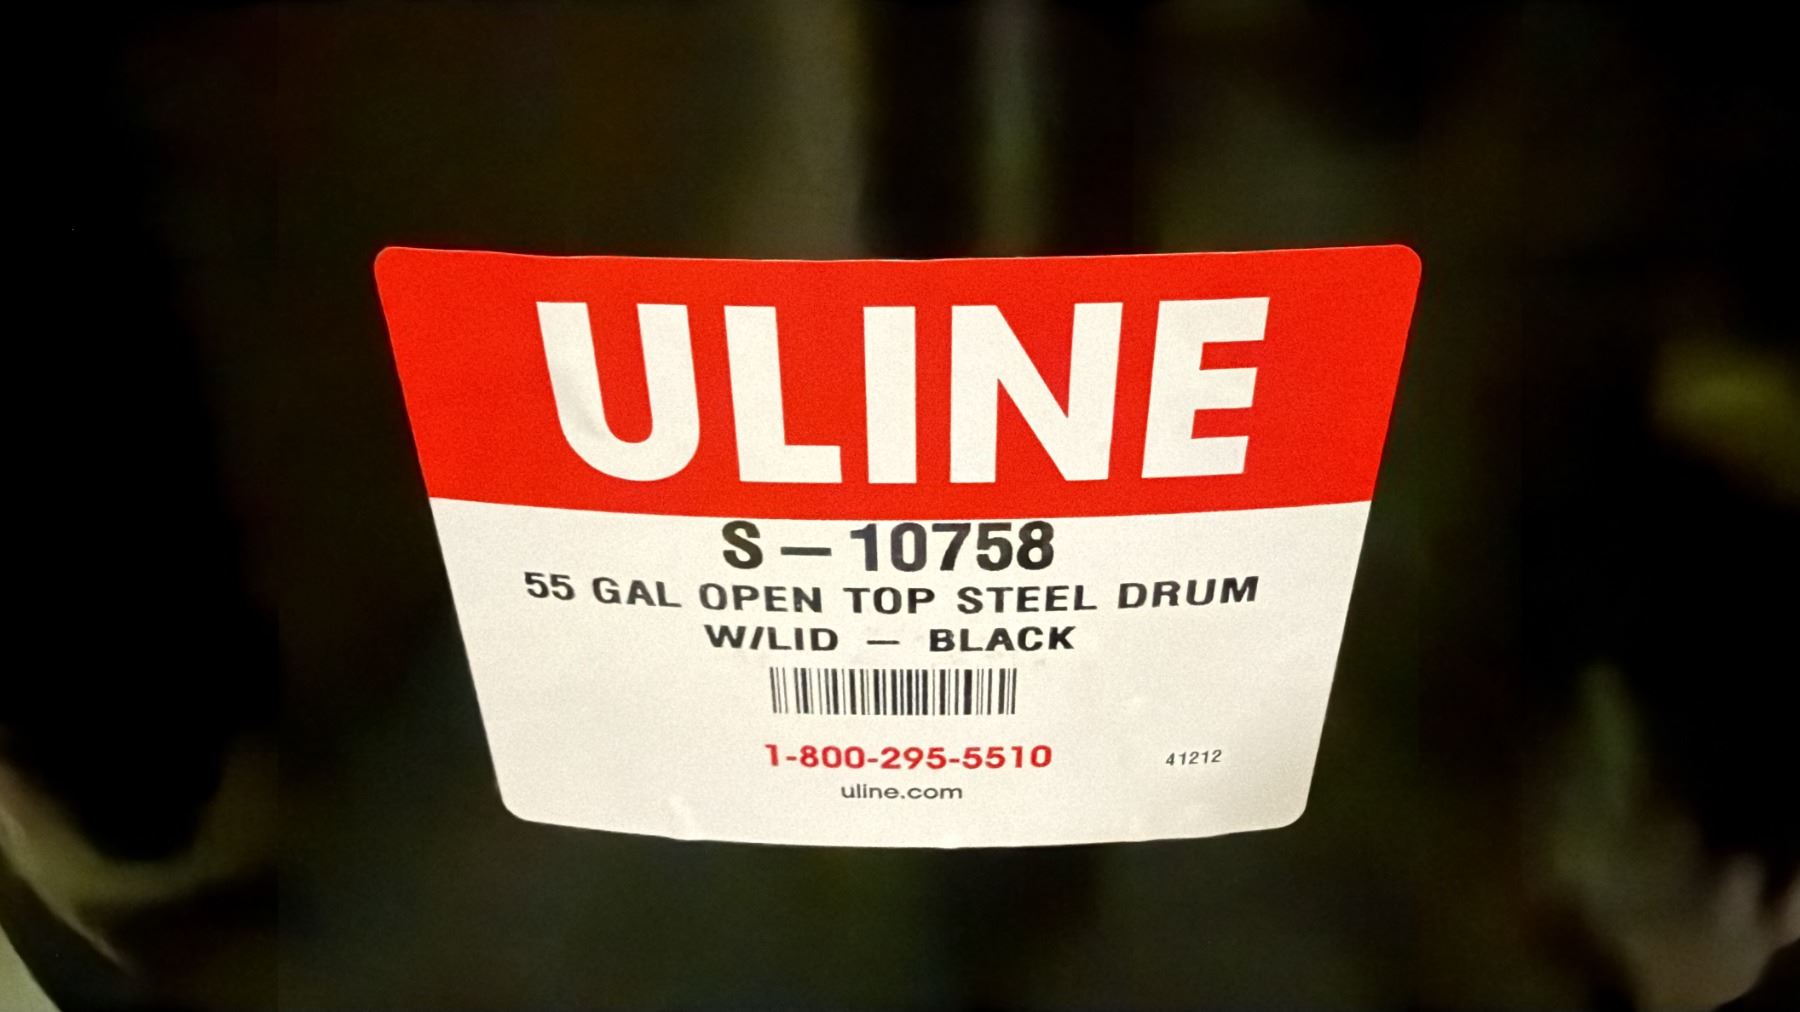 ULINE
S – 10758
55 GAL OPEN TOP STEEL DRUM
W/LID – BLACK
1-800-295-5510
41212
uline.com